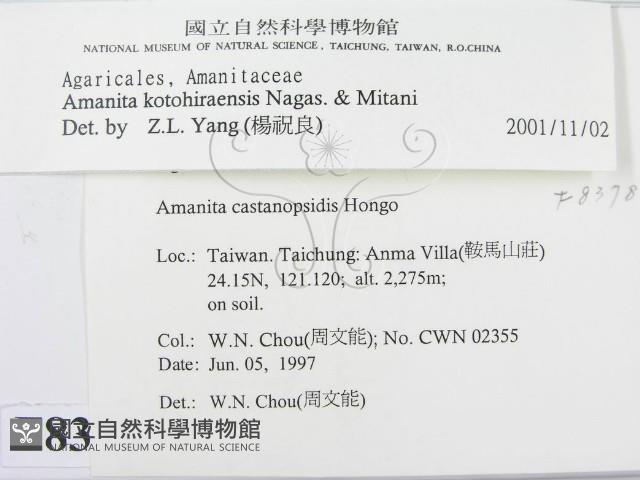 國立自然科學博物館
NATIONAL MUSEUM OF NATURAL SCIENCE, TAICHUNG, TAIWAN, R.O.CHINA
Agaricales, Amanitaceae
Amanita kotohiraensis Nagas. & Mitani
Det. by Z.L. Yang (楊祝良) 2001/11/02
F8378
Amanita castanopsidis Hongo
Loc.: Taiwan. Taichung: Anma Villa(鞍馬山莊)
24.15N, 121.120; alt. 2,275m;
on soil.
Col.: W.N. Chou(周文能); No. CWN 02355
Date: Jun. 05, 1997
Det.: W.N. Chou(周文能)
83
國立自然科學博物館
NATIONAL MUSEUM OF NATURAL SCIENCE